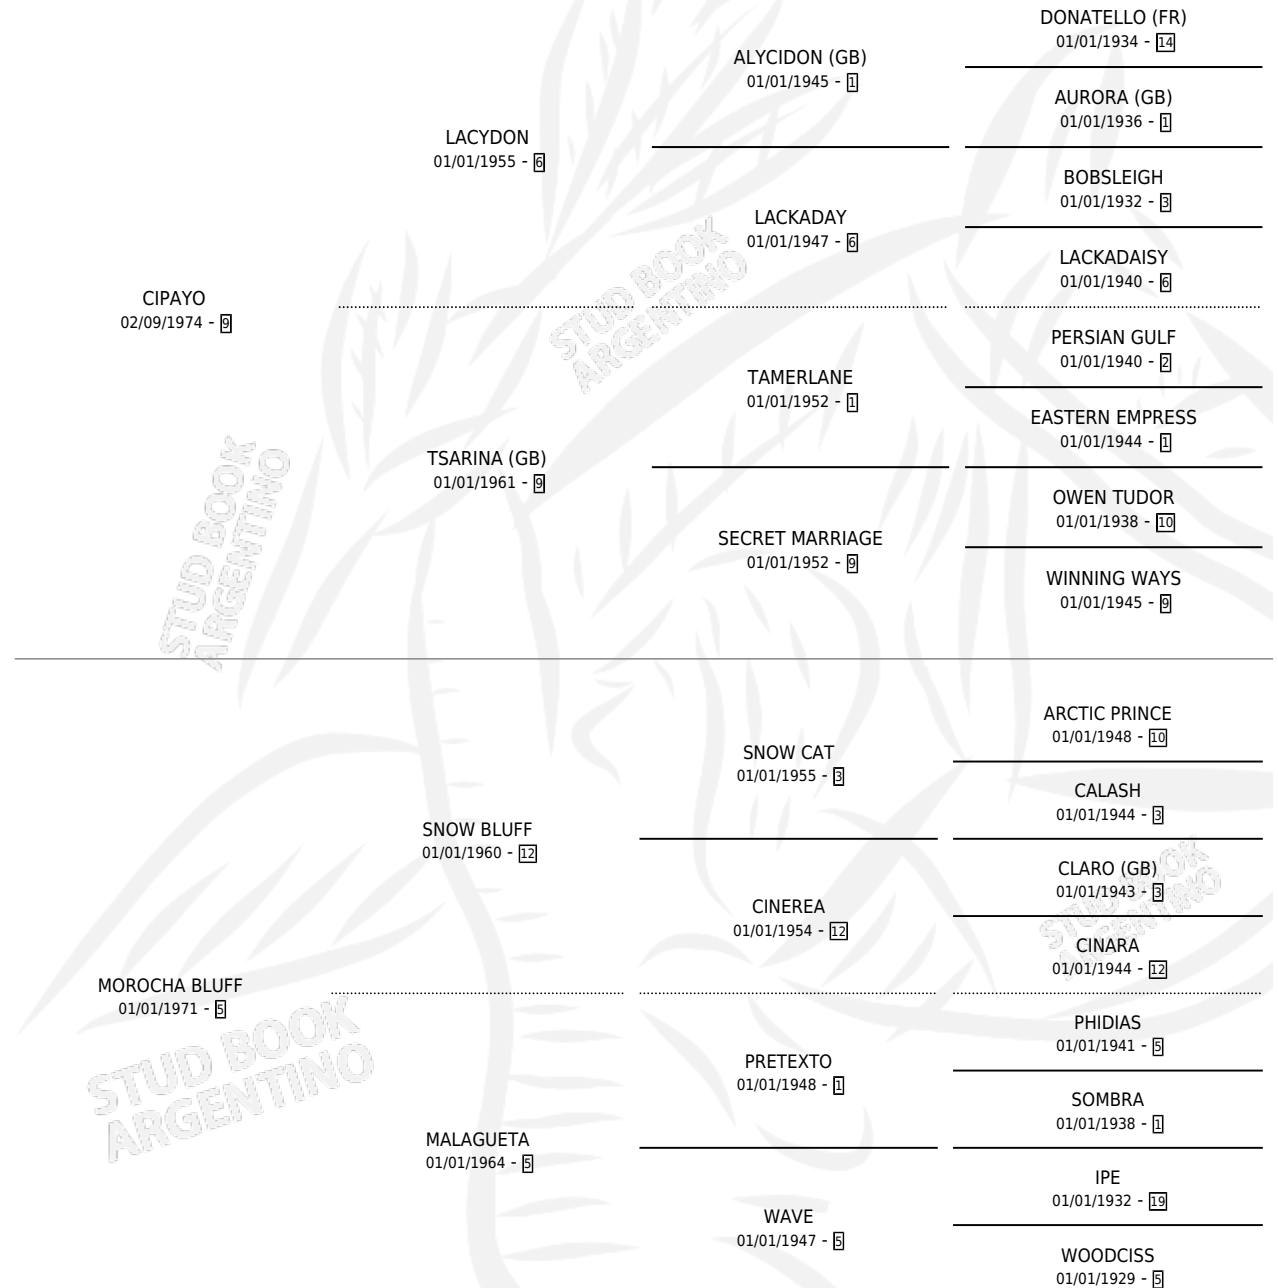 DONATELLO (FR)
01/01/1934 - 14
ALYCIDON (GB)
01/01/1945 - 1
AURORA (GB)
01/01/1936 - 1
LACYDON
01/01/1955 - 6
BOBSLEIGH
01/01/1932 - 3
LACKADAY
01/01/1947 - 6
LACKADAISY
01/01/1940 - 6
CIPAYO
02/09/1974 - 9
PERSIAN GULF
01/01/1940 - 2
TAMERLANE
01/01/1952 - 1
EASTERN EMPRESS
01/01/1944 - 1
TSARINA (GB)
01/01/1961 - 9
OWEN TUDOR
01/01/1938 - 10
SECRET MARRIAGE
01/01/1952 - 9
WINNING WAYS
01/01/1945 - 9
ARCTIC PRINCE
01/01/1948 - 10
SNOW CAT
01/01/1955 - 3
CALASH
01/01/1944 - 3
SNOW BLUFF
01/01/1960 - 12
CLARO (GB)
01/01/1943 - 3
CINEREA
01/01/1954 - 12
CINARA
01/01/1944 - 12
MOROCHA BLUFF
01/01/1971 - 5
PHIDIAS
01/01/1941 - 5
PRETEXTO
01/01/1948 - 1
SOMBRA
01/01/1938 - 1
MALAGUETA
01/01/1964 - 5
IPE
01/01/1932 - 19
WAVE
01/01/1947 - 5
WOODCISS
01/01/1929 - 5
STUD BOOK
ARGENTINO
STUD BOOK
ARGENTINO
STUD BOOK
ARGENTINO
STUD BOOK
ARGENTINO